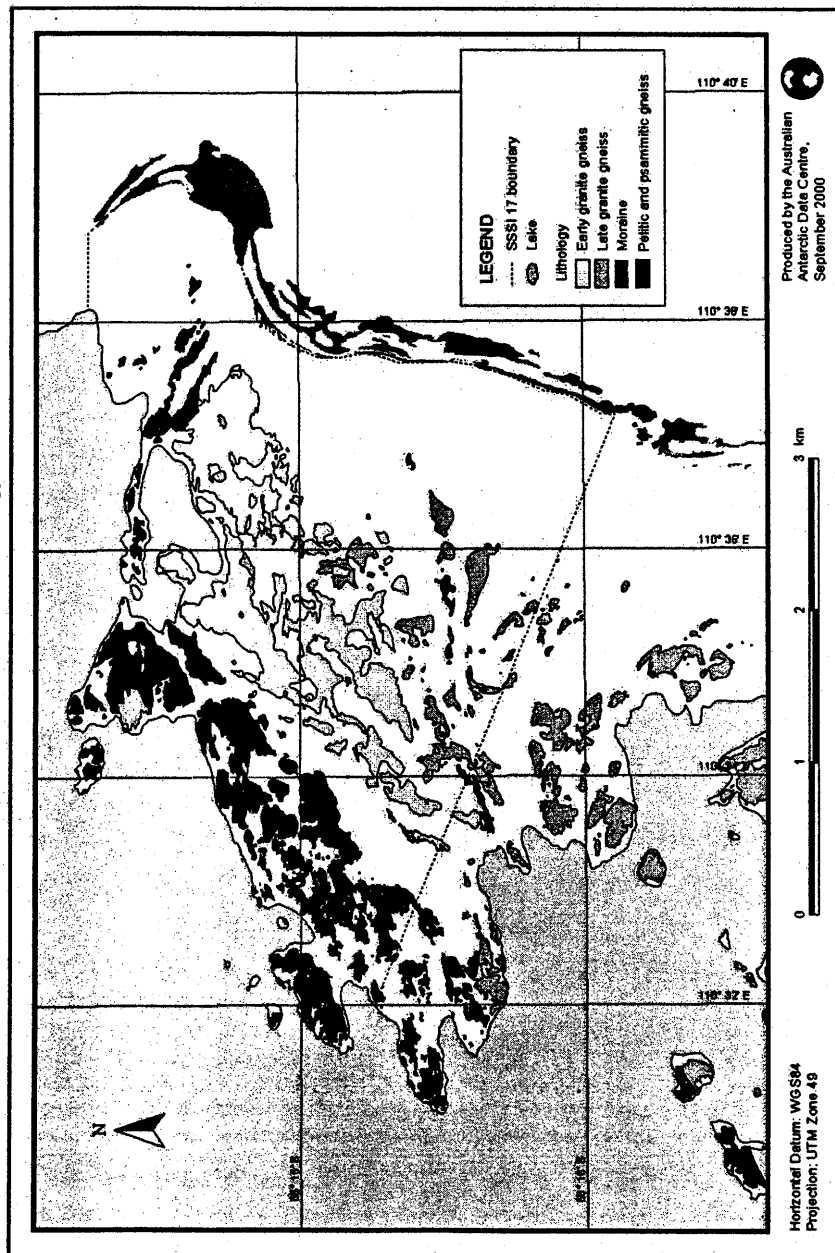 N
LEGEND
SSSI 17 boundary
Lake
Lithology
Early granite gneiss
Late granite gneiss
Moraine
Pelitic and psammitic gneiss
110° 32' E
110° 36' E
110° 40' E
Horizontal Datum: WGS84
Projection: UTM Zone 49
0 1 2 3 km
Produced by the Australian
Antarctic Data Centre,
September 2000